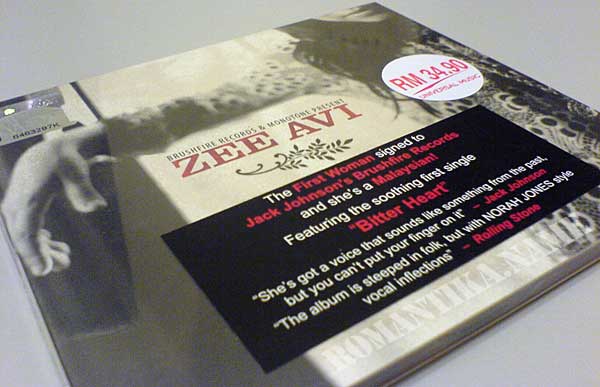 0403287K
RM 34.90
UNIVERSAL MUSIC
BRUSHFIRE RECORDS & MONOTONE PRESENT
ZEE AVI
The First Woman signed to
Jack Johnson's Brushfire Records
and she's a Malaysian!
Featuring the soothing first single
"Bitter Heart"
"She's got a voice that sounds like something from the past,
but you can't put your finger on it" – Jack Johnson
"The album is steeped in folk, but with NORAH JONES style
vocal inflections" – Rolling Stone
ROMANTIKA.NAME